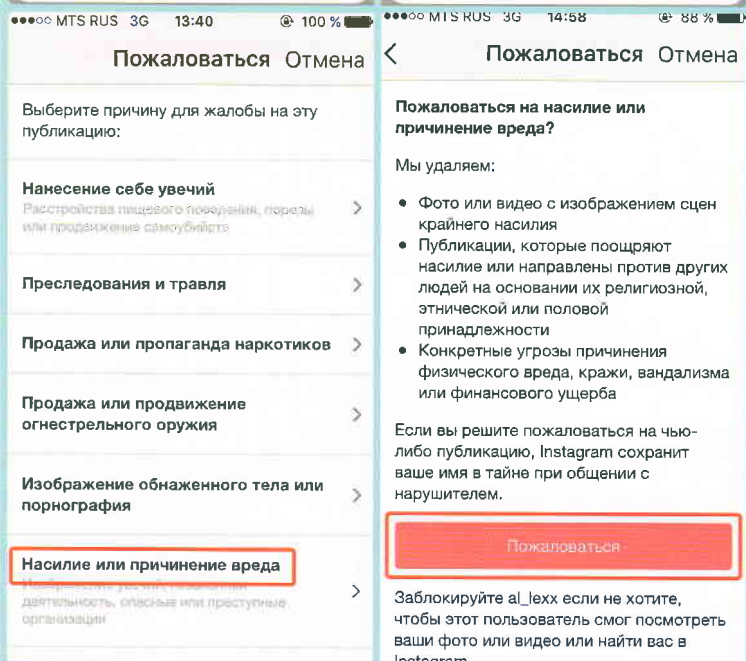 MTS RUS 3G 13:40 100 %
Пожаловаться Отмена
Выберите причину для жалобы на эту
публикацию:
Нанесение себе увечий
Расстройства пищевого поведения, порезы
или продвижение самоубийств
Преследования и травля
Продажа или пропаганда наркотиков
Продажа или продвижение
огнестрельного оружия
Изображение обнаженного тела или
порнография
Насилие или причинение вреда
Изображение увечий, незаконная
деятельность, опасные или преступные
организации
MTS RUS 3G 14:58 88 %
Пожаловаться Отмена
Пожаловаться на насилие или
причинение вреда?
Мы удаляем:
Фото или видео с изображением сцен
крайнего насилия
Публикации, которые поощряют
насилие или направлены против других
людей на основании их религиозной,
этнической или половой
принадлежности
Конкретные угрозы причинения
физического вреда, кражи, вандализма
или финансового ущерба
Если вы решите пожаловаться на чью-
либо публикацию, Instagram сохранит
ваше имя в тайне при общении с
нарушителем.
Пожаловаться
Заблокируйте al_lexx если не хотите,
чтобы этот пользователь смог посмотреть
ваши фото или видео или найти вас в
Instagram